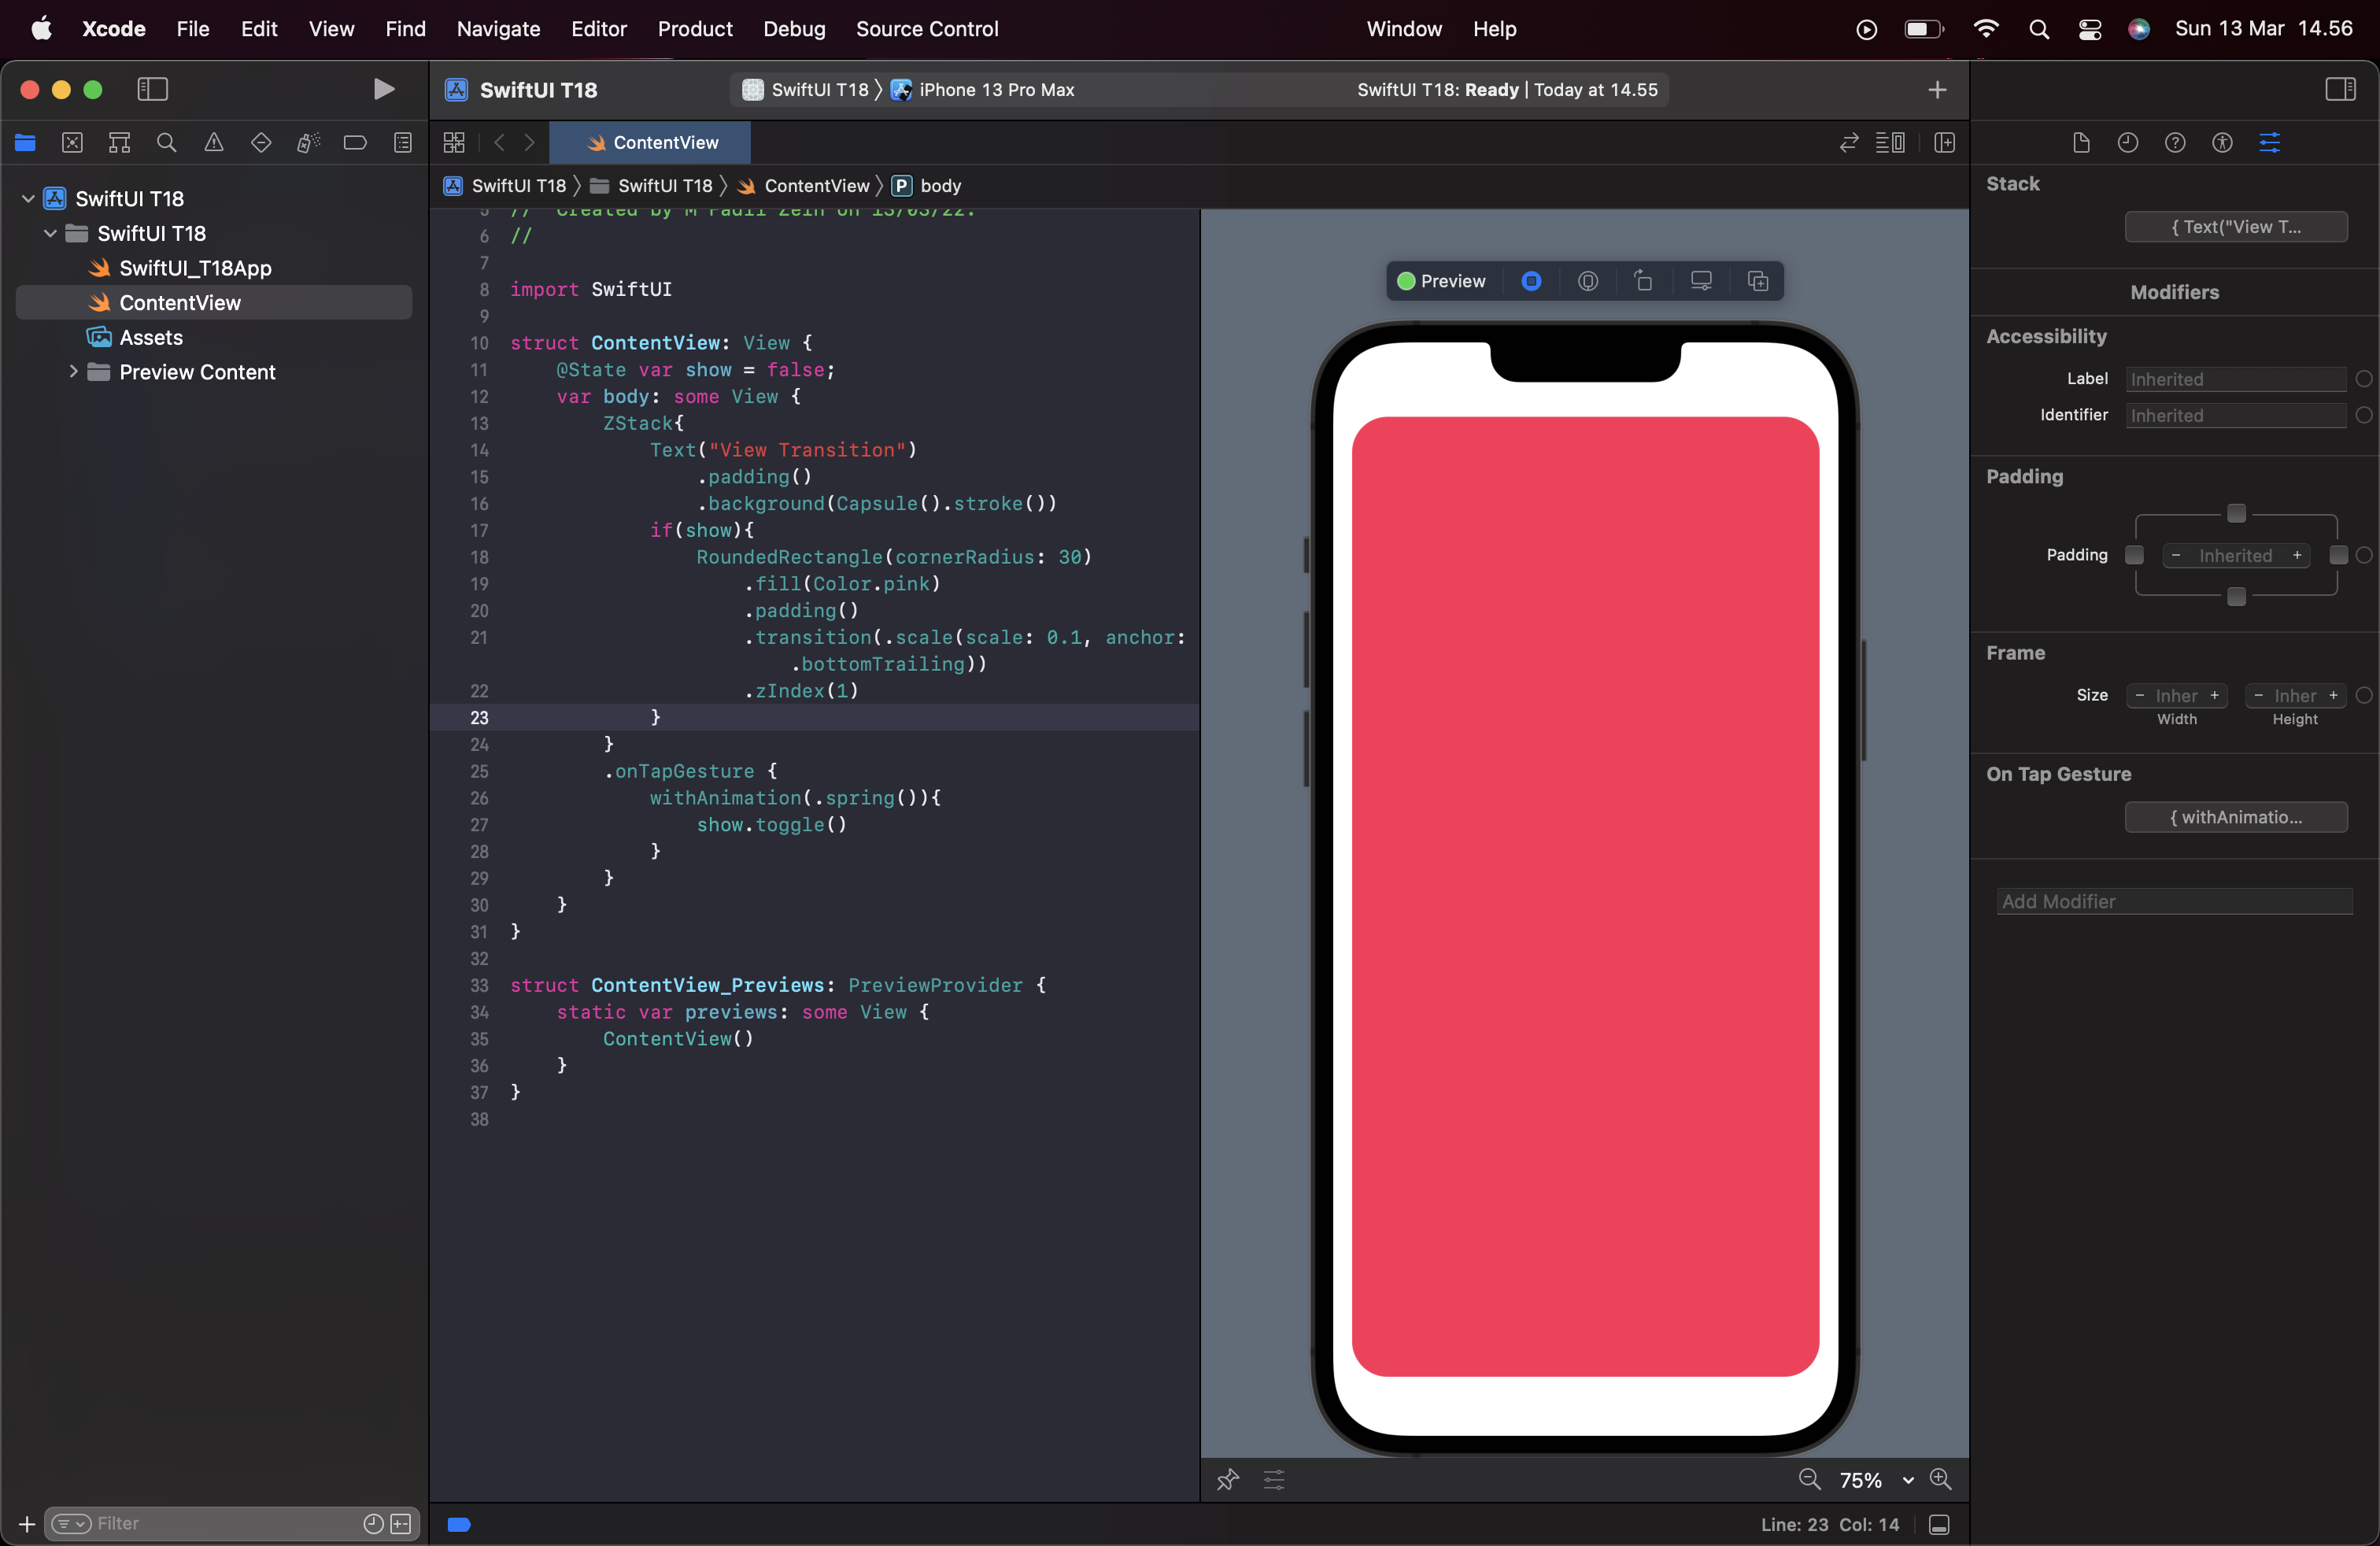 Xcode File Edit View Find Navigate Editor Product Debug Source Control Window Help Sun 13 Mar 14.56
SwiftUI T18 SwiftUI T18 iPhone 13 Pro Max SwiftUI T18: Ready | Today at 14.55
ContentView
SwiftUI T18 SwiftUI T18 ContentView P body
SwiftUI T18
SwiftUI T18
SwiftUI_T18App
ContentView
Assets
Preview Content
Filter
5 // Created by M Fadil Zein on 13/03/22.
6 //
7
8 import SwiftUI
9
10 struct ContentView: View {
11 @State var show = false;
12 var body: some View {
13 ZStack{
14 Text("View Transition")
15 .padding()
16 .background(Capsule().stroke())
17 if(show){
18 RoundedRectangle(cornerRadius: 30)
19 .fill(Color.pink)
20 .padding()
21 .transition(.scale(scale: 0.1, anchor:
.bottomTrailing))
22 .zIndex(1)
23 }
24 }
25 .onTapGesture {
26 withAnimation(.spring()){
27 show.toggle()
28 }
29 }
30 }
31 }
32
33 struct ContentView_Previews: PreviewProvider {
34 static var previews: some View {
35 ContentView()
36 }
37 }
38
Preview
75%
Line: 23 Col: 14
Stack
{ Text("View T...
Modifiers
Accessibility
Label Inherited
Identifier Inherited
Padding
Padding - Inherited +
Frame
Size - Inher + - Inher +
Width Height
On Tap Gesture
{ withAnimatio...
Add Modifier